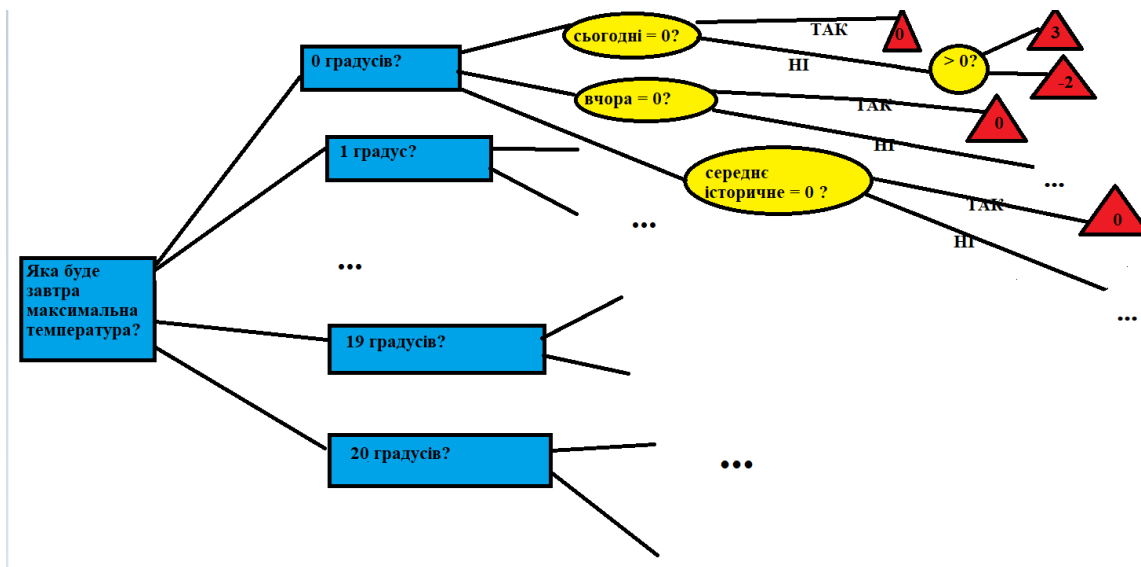 сьогодні = 0?
ТАК
0
3
0 градусів?
НІ
> 0?
-2
вчора = 0?
ТАК
0
НІ
...
1 градус?
середнє
історичне = 0 ?
ТАК
0
НІ
...
...
Яка буде
завтра
максимальна
температура?
...
19 градусів?
20 градусів?
...